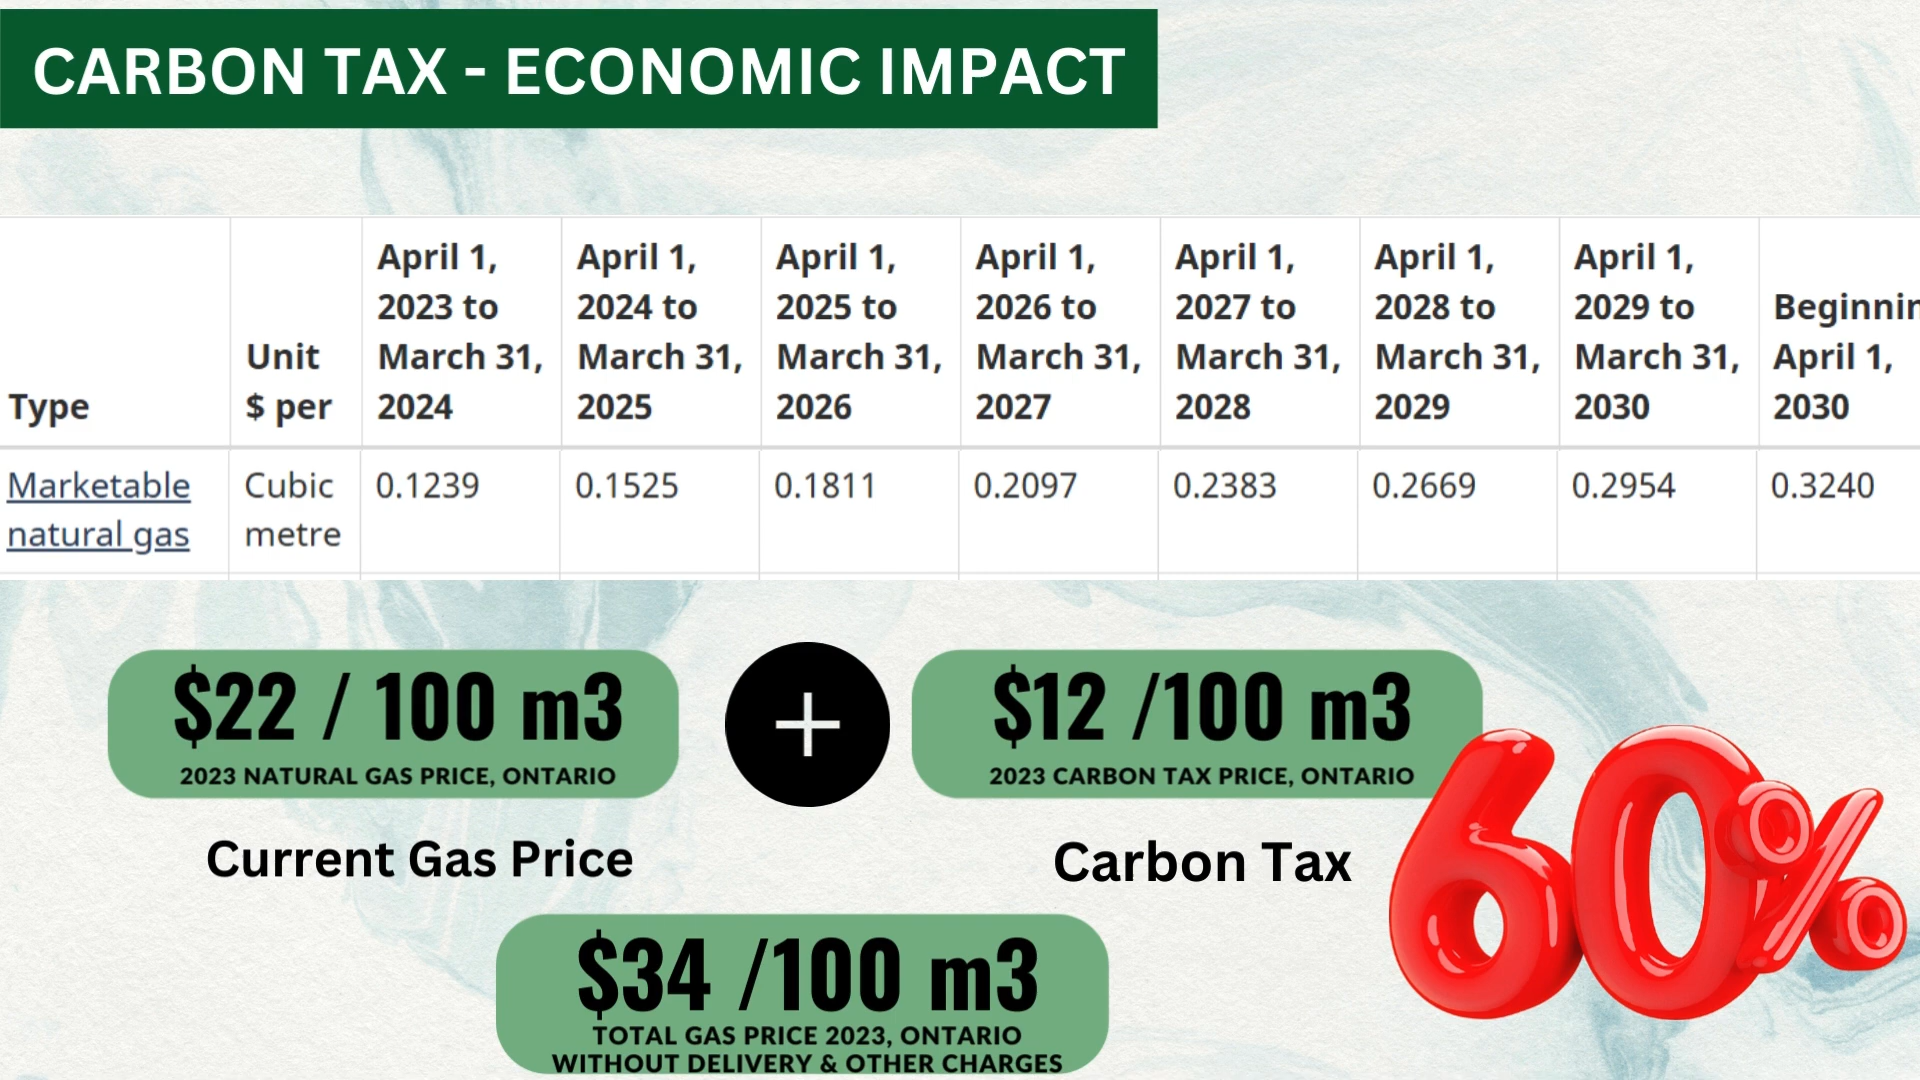 CARBON TAX - ECONOMIC IMPACT
Type
Unit
$ per
April 1,
2023 to
March 31,
2024
April 1,
2024 to
March 31,
2025
April 1,
2025 to
March 31,
2026
April 1,
2026 to
March 31,
2027
April 1,
2027 to
March 31,
2028
April 1,
2028 to
March 31,
2029
April 1,
2029 to
March 31,
2030
Beginnin
April 1,
2030
Marketable
natural gas
Cubic
metre
0.1239
0.1525
0.1811
0.2097
0.2383
0.2669
0.2954
0.3240
$22 / 100 m3
2023 NATURAL GAS PRICE, ONTARIO
+
$12 /100 m3
2023 CARBON TAX PRICE, ONTARIO
Current Gas Price
Carbon Tax
60%
$34 /100 m3
TOTAL GAS PRICE 2023, ONTARIO
WITHOUT DELIVERY & OTHER CHARGES